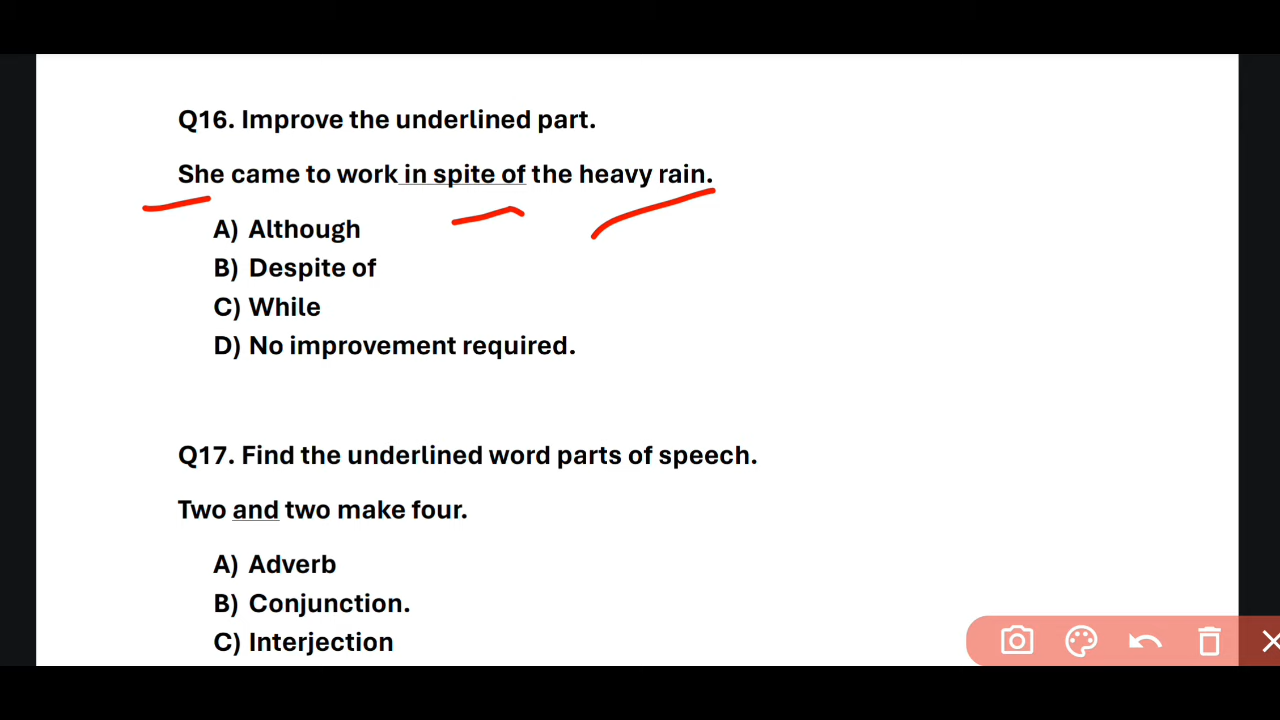 Q16. Improve the underlined part.
She came to work in spite of the heavy rain.
A) Although
B) Despite of
C) While
D) No improvement required.
Q17. Find the underlined word parts of speech.
Two and two make four.
A) Adverb
B) Conjunction.
C) Interjection